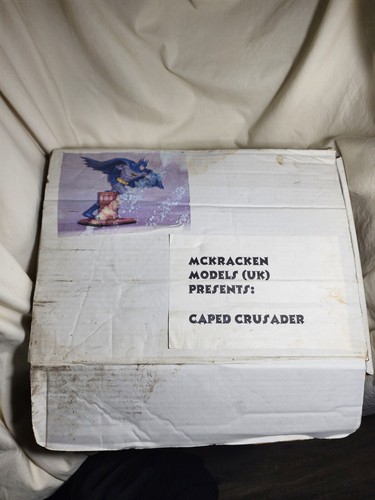 MCKRACKEN
MODELS (UK)
PRESENTS:
CAPED CRUSADER